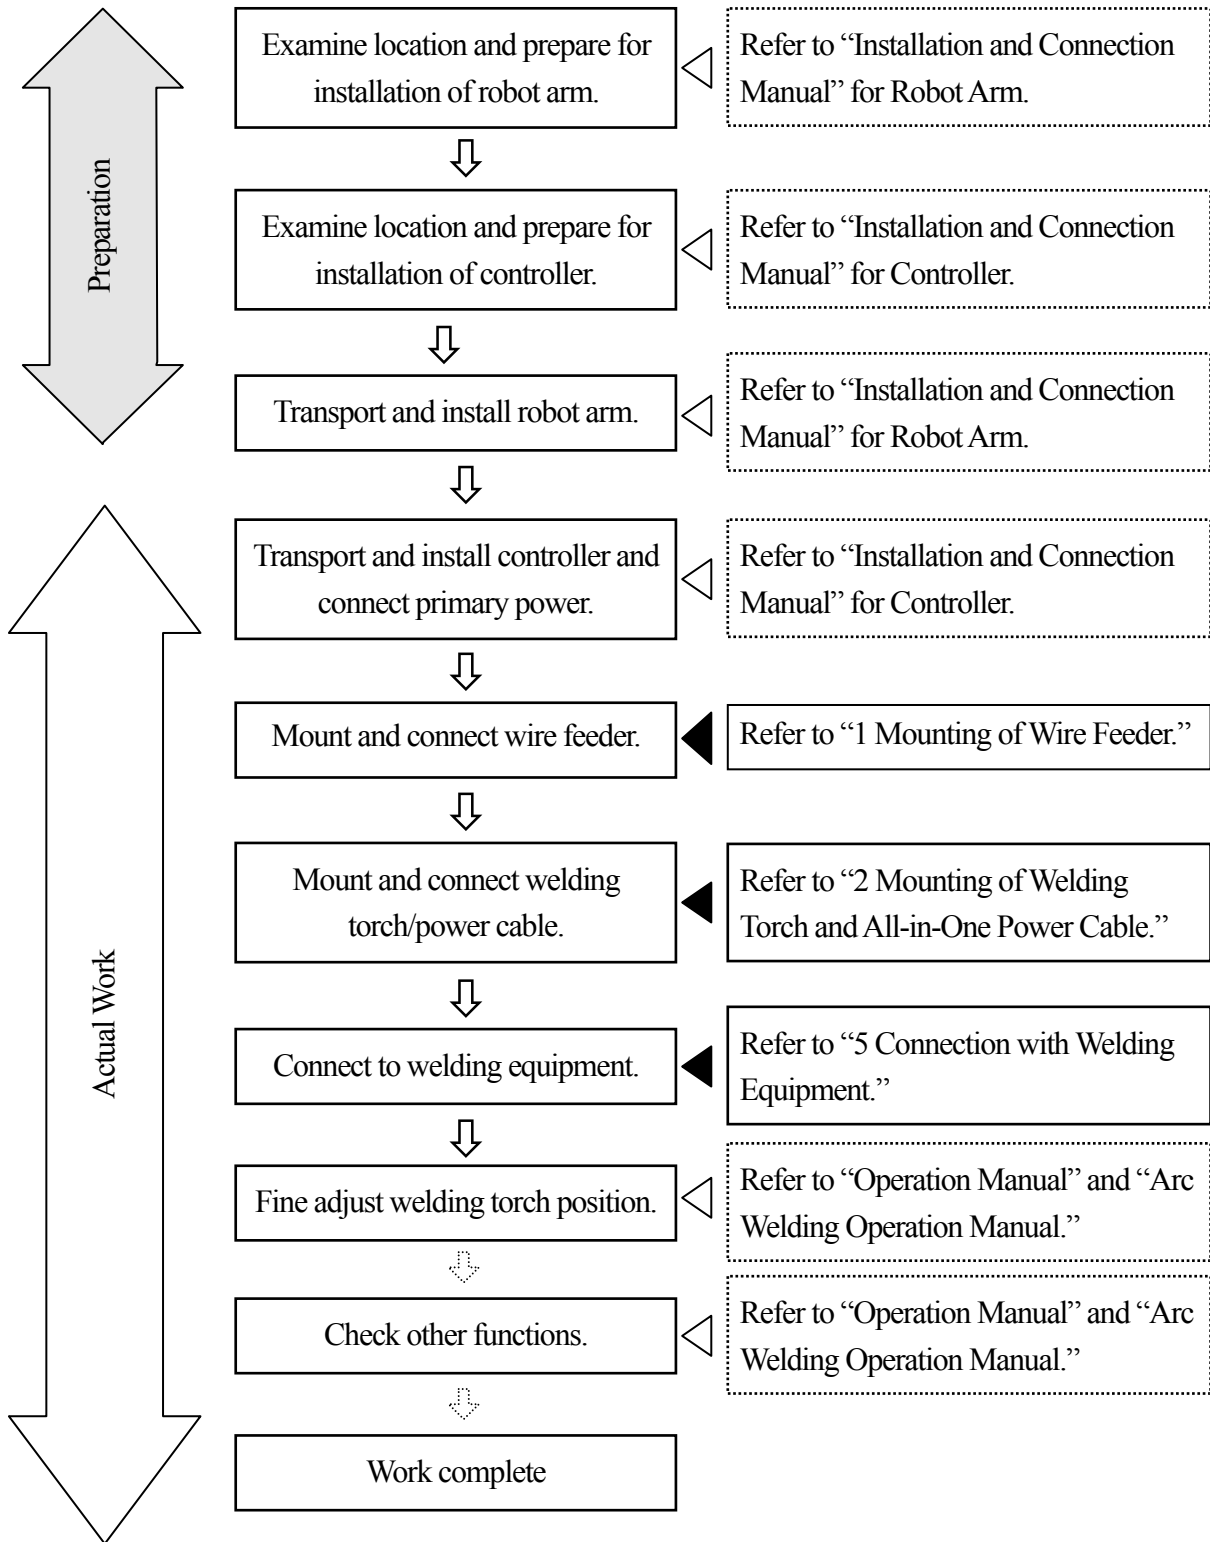 Preparation
Examine location and prepare for
installation of robot arm.
Refer to “Installation and Connection
Manual” for Robot Arm.
Examine location and prepare for
installation of controller.
Refer to “Installation and Connection
Manual” for Controller.
Transport and install robot arm.
Refer to “Installation and Connection
Manual” for Robot Arm.
Actual Work
Transport and install controller and
connect primary power.
Refer to “Installation and Connection
Manual” for Controller.
Mount and connect wire feeder.
Refer to “1 Mounting of Wire Feeder.”
Mount and connect welding
torch/power cable.
Refer to “2 Mounting of Welding
Torch and All-in-One Power Cable.”
Connect to welding equipment.
Refer to “5 Connection with Welding
Equipment.”
Fine adjust welding torch position.
Refer to “Operation Manual” and “Arc
Welding Operation Manual.”
Check other functions.
Refer to “Operation Manual” and “Arc
Welding Operation Manual.”
Work complete